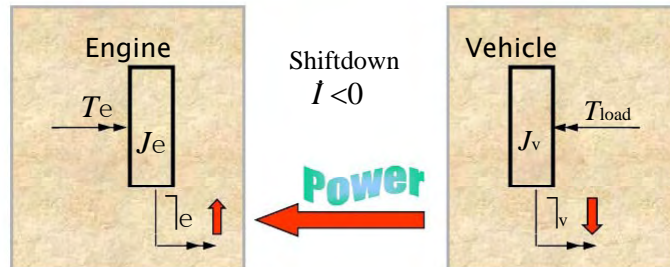 Engine
Te
Je
⌉e
Shiftdown
İ <0
Power
Vehicle
Tload
Jv
⌉v